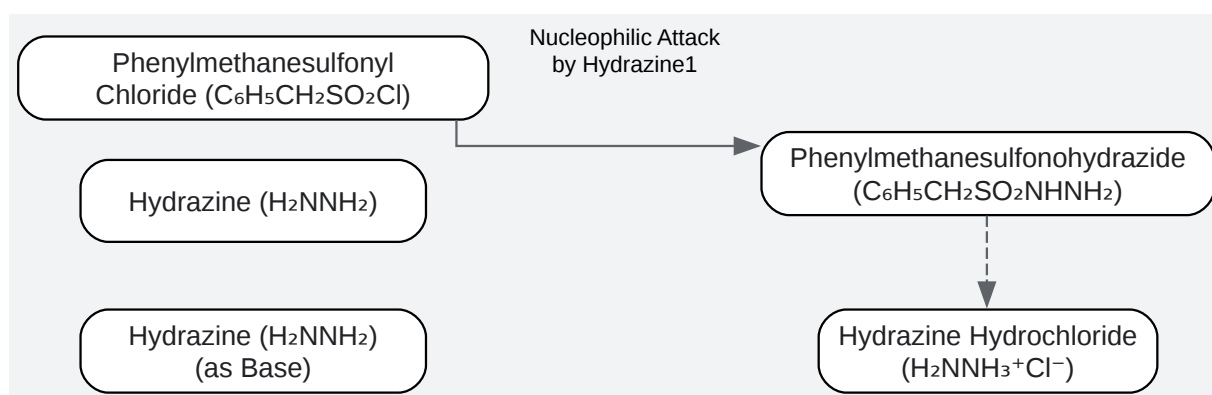 Phenylmethanesulfonyl
Chloride (C₆H₅CH₂SO₂Cl)
Nucleophilic Attack
by Hydrazine1
Hydrazine (H₂NNH₂)
Phenylmethanesulfonohydrazide
(C₆H₅CH₂SO₂NHNH₂)
Hydrazine (H₂NNH₂)
(as Base)
Hydrazine Hydrochloride
(H₂NNH₃⁺Cl⁻)